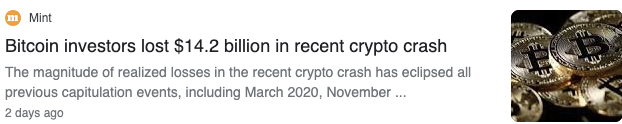 m Mint
Bitcoin investors lost $14.2 billion in recent crypto crash
The magnitude of realized losses in the recent crypto crash has eclipsed all
previous capitulation events, including March 2020, November ...
2 days ago